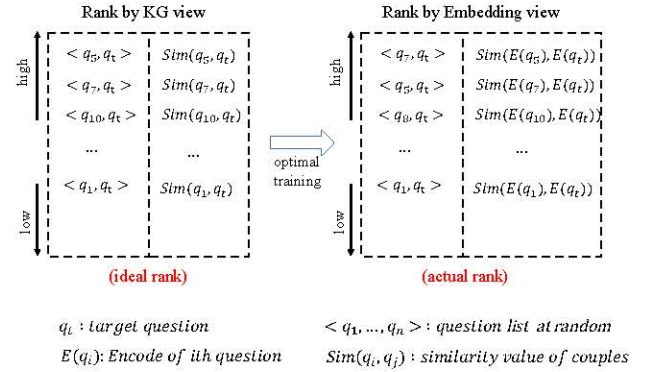 Rank by KG view
Rank by Embedding view
high
< q₅, qₜ > Sim(q₅, qₜ)
< q₇, qₜ > Sim(q₇, qₜ)
< q₁₀, qₜ > Sim(q₁₀, qₜ)
... ...
< q₁, qₜ > Sim(q₁, qₜ)
low
(ideal rank)
optimal
training
high
< q₇, qₜ > Sim(E(q₅), E(qₜ))
< q₅, qₜ > Sim(E(q₇), E(qₜ))
< q₈, qₜ > Sim(E(q₁₀), E(qₜ))
... ...
< q₁, qₜ > Sim(E(q₁), E(qₜ))
low
(actual rank)
qₜ : target question
< q₁, ..., qₙ > : question list at random
E(qᵢ): Encode of ith question
Sim(qᵢ, qⱼ) : similarity value of couples